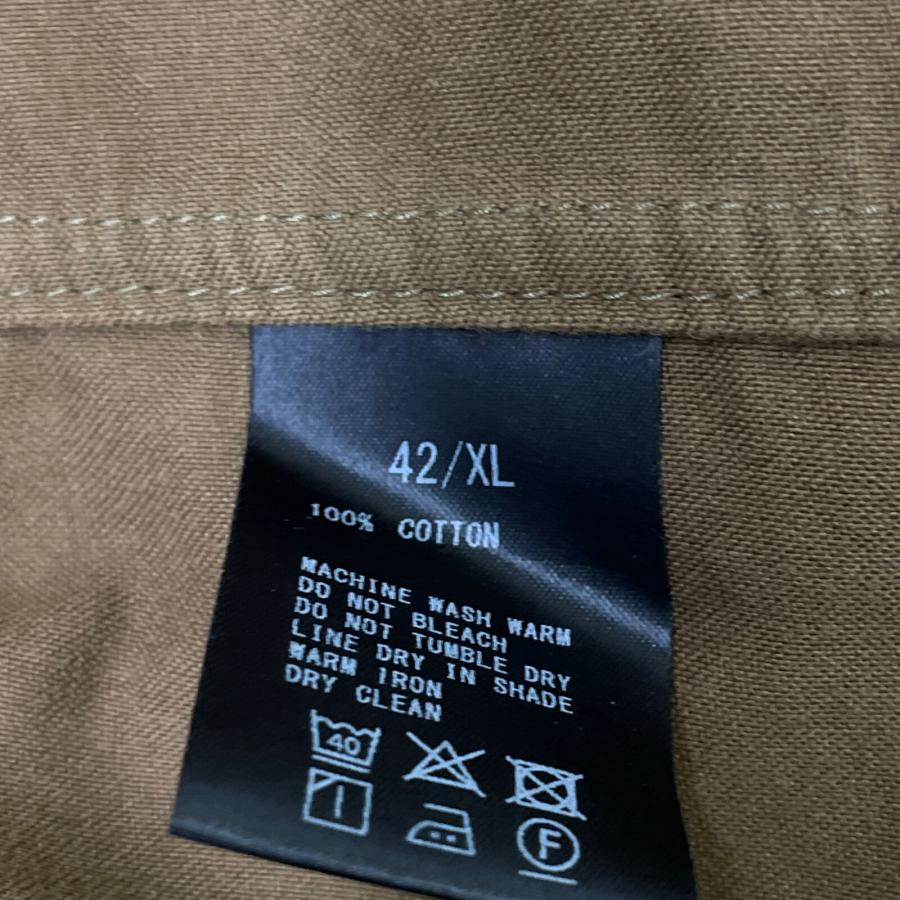 42/XL
100% COTTON
MACHINE WASH WARM
DO NOT BLEACH
DO NOT TUMBLE DRY
LINE DRY IN SHADE
WARM IRON
DRY CLEAN
40
F